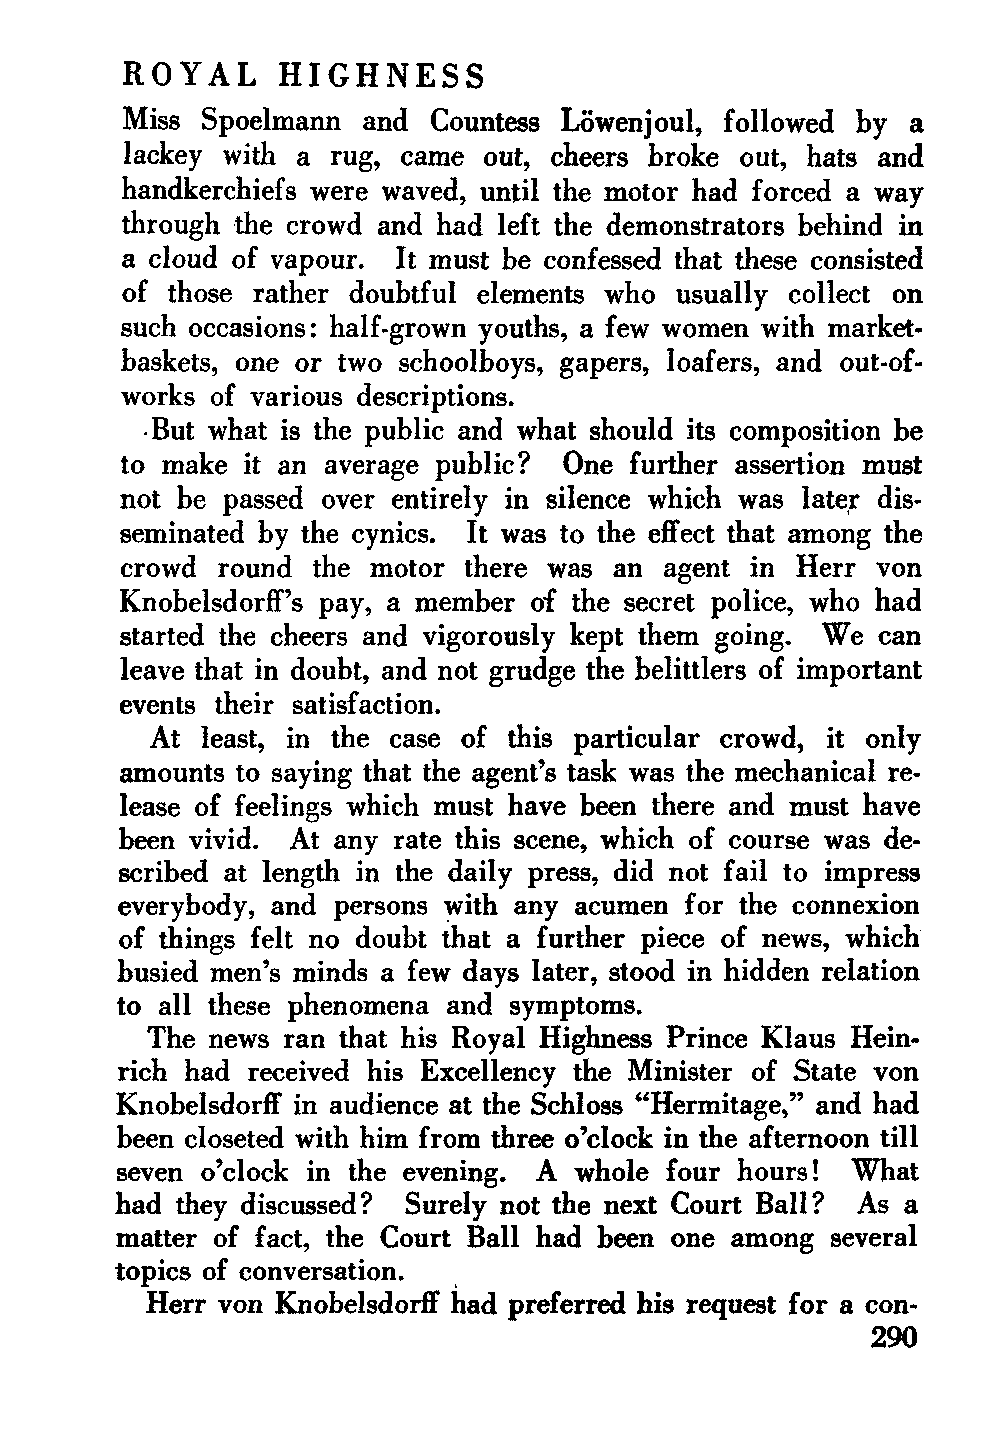 ROYAL HIGHNESS
Miss Spoelmann and Countess Löwenjoul, followed by a
lackey with a rug, came out, cheers broke out, hats and
handkerchiefs were waved, until the motor had forced a way
through the crowd and had left the demonstrators behind in
a cloud of vapour. It must be confessed that these consisted
of those rather doubtful elements who usually collect on
such occasions: half-grown youths, a few women with market-
baskets, one or two schoolboys, gapers, loafers, and out-of-
works of various descriptions.
But what is the public and what should its composition be
to make it an average public? One further assertion must
not be passed over entirely in silence which was later dis-
seminated by the cynics. It was to the effect that among the
crowd round the motor there was an agent in Herr von
Knobelsdorff's pay, a member of the secret police, who had
started the cheers and vigorously kept them going. We can
leave that in doubt, and not grudge the belittlers of important
events their satisfaction.
At least, in the case of this particular crowd, it only
amounts to saying that the agent's task was the mechanical re-
lease of feelings which must have been there and must have
been vivid. At any rate this scene, which of course was de-
scribed at length in the daily press, did not fail to impress
everybody, and persons with any acumen for the connexion
of things felt no doubt that a further piece of news, which
busied men's minds a few days later, stood in hidden relation
to all these phenomena and symptoms.
The news ran that his Royal Highness Prince Klaus Hein-
rich had received his Excellency the Minister of State von
Knobelsdorff in audience at the Schloss “Hermitage,” and had
been closeted with him from three o'clock in the afternoon till
seven o'clock in the evening. A whole four hours! What
had they discussed? Surely not the next Court Ball? As a
matter of fact, the Court Ball had been one among several
topics of conversation.
Herr von Knobelsdorff had preferred his request for a con-
290